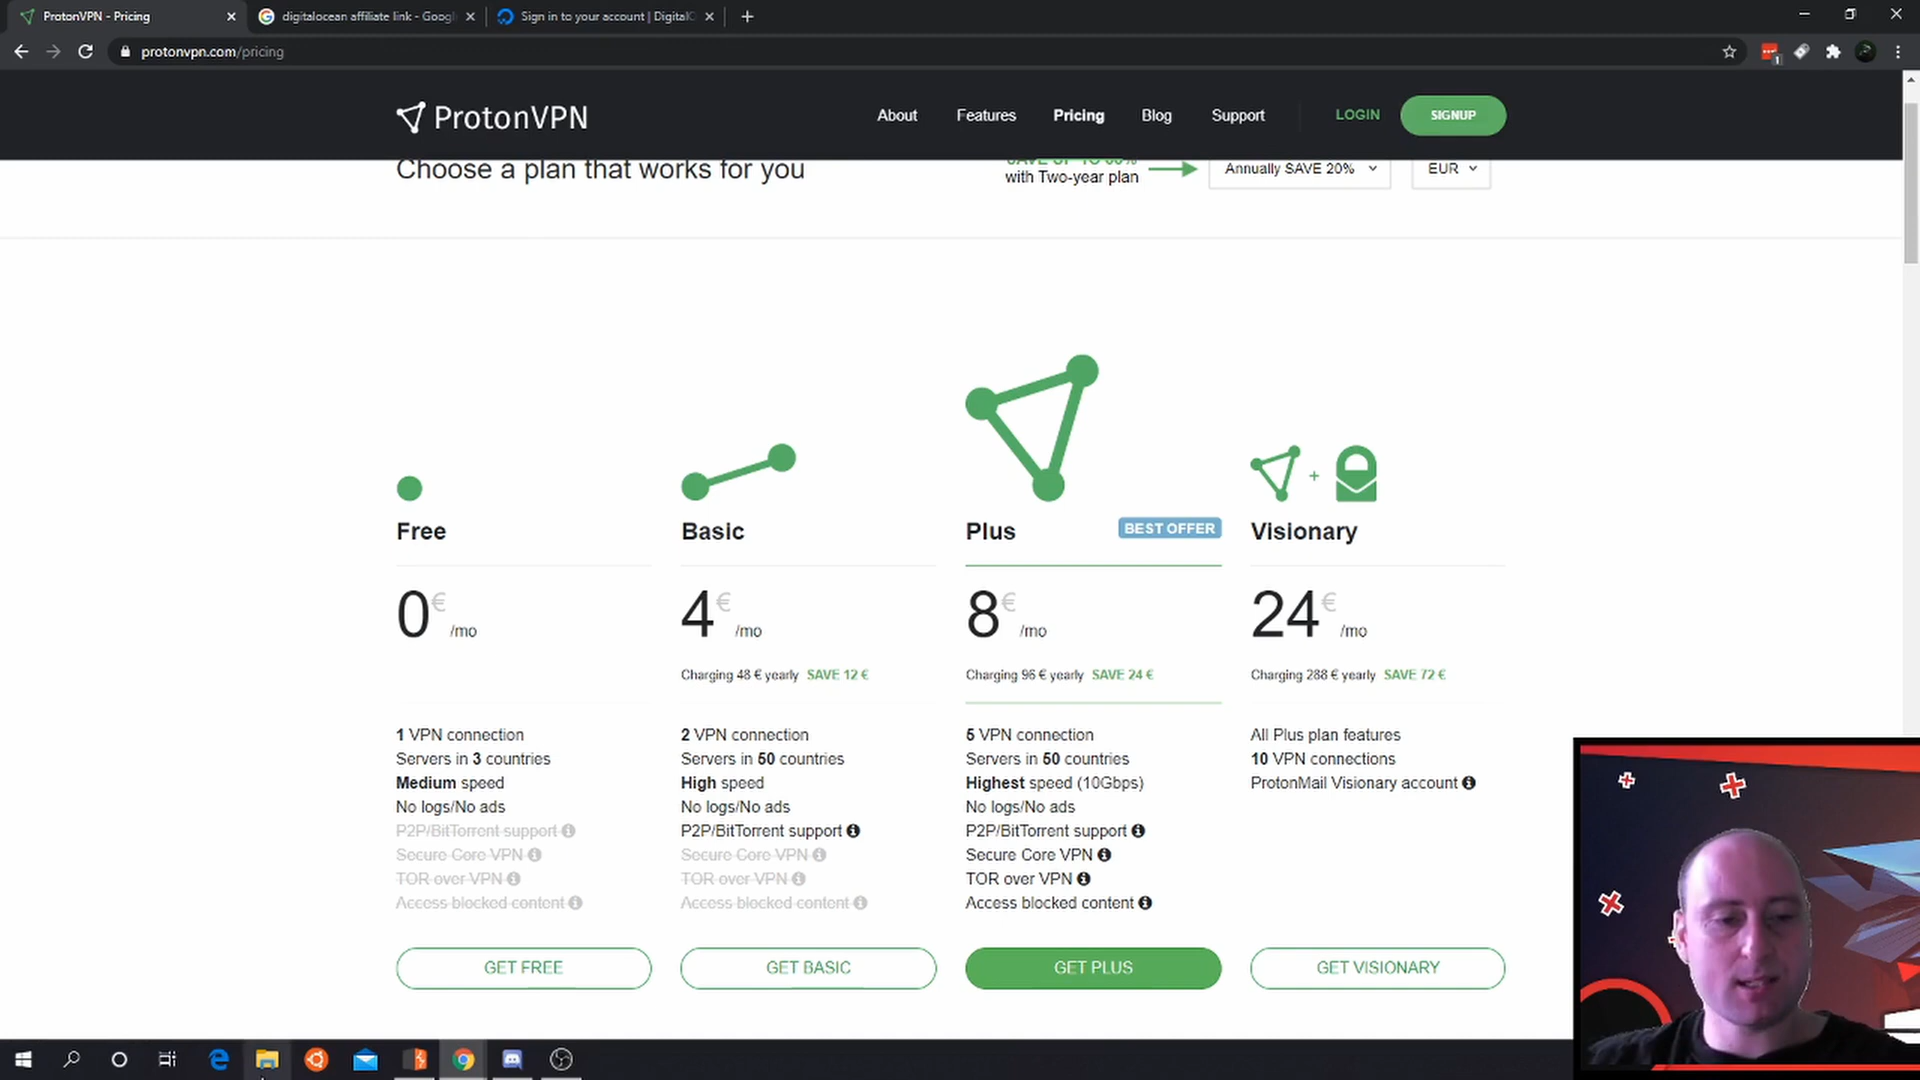 ProtonVPN - Pricing
digitalocean affiliate link - Googl
Sign in to your account | DigitalO
protonvpn.com/pricing
1
ProtonVPN
About
Features
Pricing
Blog
Support
LOGIN
SIGNUP
Choose a plan that works for you
with Two-year plan
Annually SAVE 20%
EUR
Free
Basic
Plus
BEST OFFER
Visionary
0 € /mo
4 € /mo
8 € /mo
24 € /mo
Charging 48 € yearly SAVE 12 €
Charging 96 € yearly SAVE 24 €
Charging 288 € yearly SAVE 72 €
1 VPN connection
Servers in 3 countries
Medium speed
No logs/No ads
P2P/BitTorrent support
Secure Core VPN
TOR over VPN
Access blocked content
2 VPN connection
Servers in 50 countries
High speed
No logs/No ads
P2P/BitTorrent support
Secure Core VPN
TOR over VPN
Access blocked content
5 VPN connection
Servers in 50 countries
Highest speed (10Gbps)
No logs/No ads
P2P/BitTorrent support
Secure Core VPN
TOR over VPN
Access blocked content
All Plus plan features
10 VPN connections
ProtonMail Visionary account
GET FREE
GET BASIC
GET PLUS
GET VISIONARY